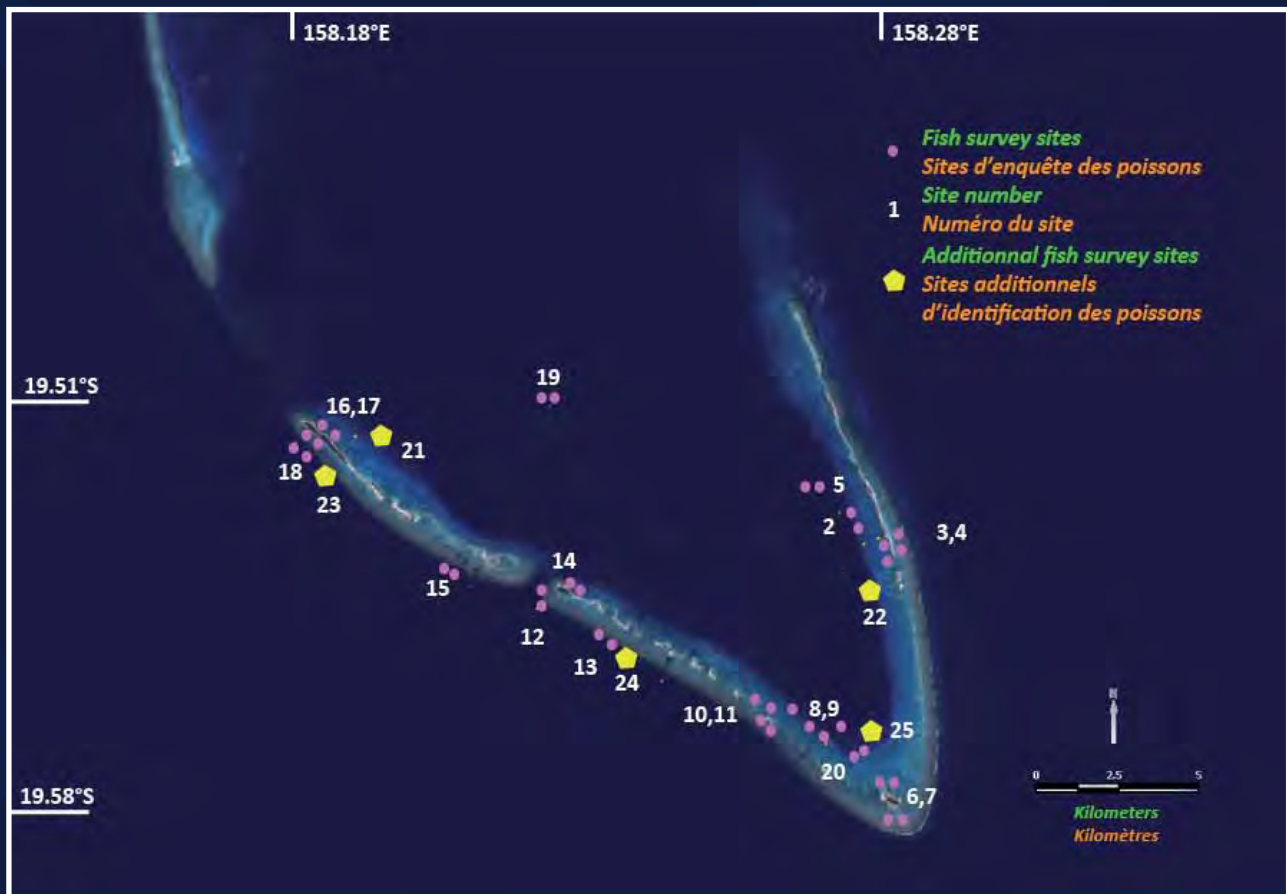 158.18°E
158.28°E
Fish survey sites
Sites d'enquête des poissons
1
Site number
Numéro du site
Additionnal fish survey sites
Sites additionnels
d'identification des poissons
19.51°S
19
16,17
21
18
23
5
2
3,4
14
15
22
12
13
24
10,11
8,9
25
20
6,7
N
0 2.5 5
Kilometers
Kilomètres
19.58°S